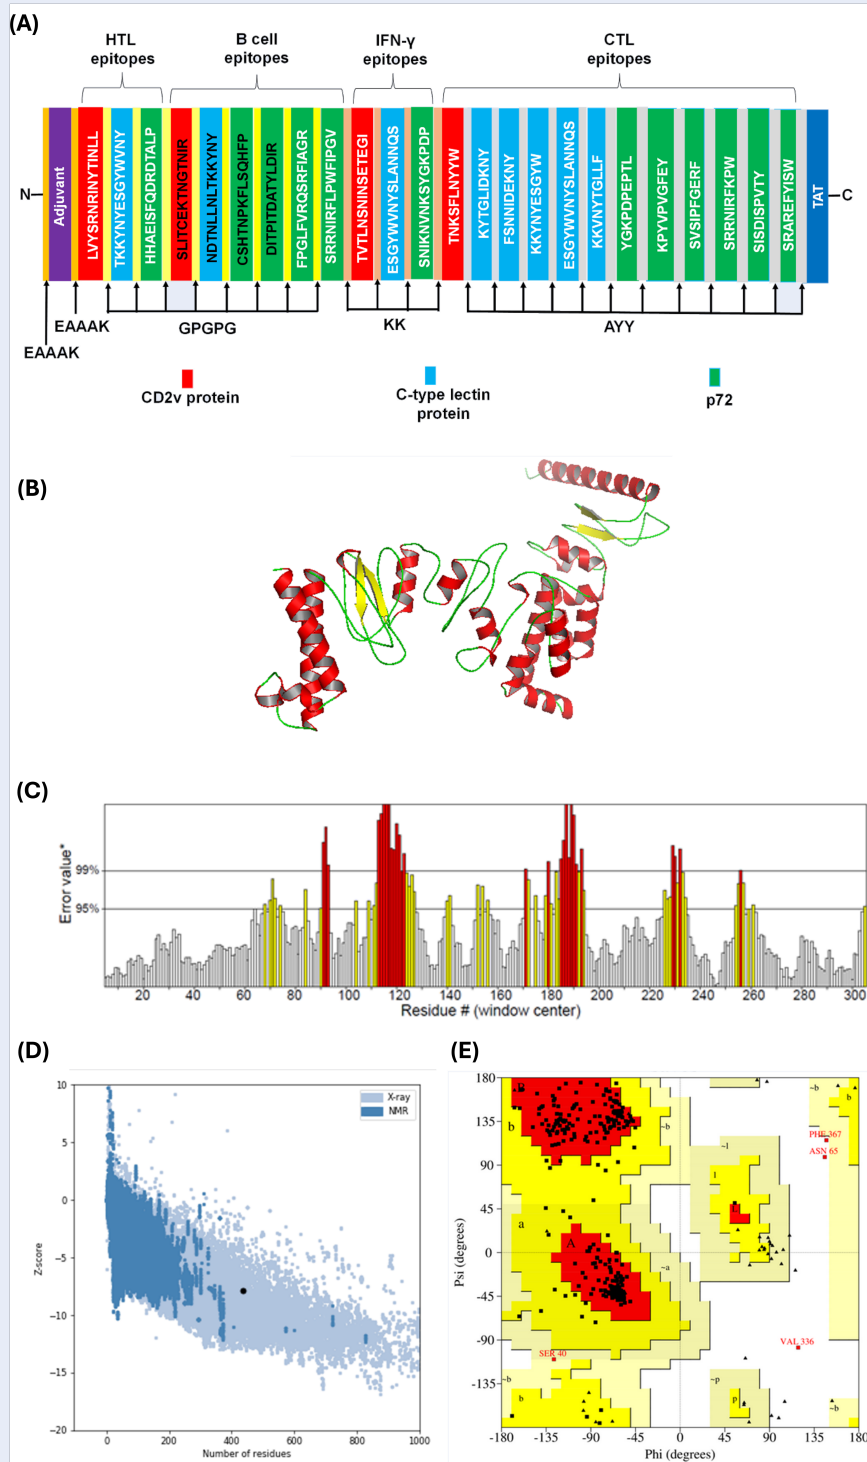 (A)
HTL
epitopes
B cell
epitopes
IFN-γ
epitopes
CTL
epitopes
N
Adjuvant
LVYSRNRINYTINLL
TKKYNYESGYWVNY
HHAEISFQDRDTALP
SLITCEKTNGTNIR
NDTNLLNLTKKYNY
CSHTNPKFLSQHFP
DITPITDATYLDIR
FPGLFVRQSRFIAGR
SRRNIRFLPWFIPGV
TVTLNSNINSETEGI
ESGYWVNYSLANNQS
SNIKNVNKSYGKPDP
TNKSFLNYYW
KYTGLIDKNY
FSNNIDEKNY
KKYNYESGYW
ESGYWVNYSLANNQS
KKVNYTGLLF
YGKPDPEPTL
KPYVPVGFEY
SVSIPFGERF
SRRNIRFKPW
SISDISPVTY
SRAREFYISW
TAT
C
EAAAK
EAAAK
GPGPG
KK
AYY
CD2v protein
C-type lectin
protein
p72
(B)
(C)
Error value*
99%
95%
20 40 60 80 100 120 140 160 180 200 220 240 260 280 300
Residue # (window center)
(D)
10
5
0
−5
−10
−15
−20
Z-score
X-ray
NMR
0 200 400 600 800 1000
Number of residues
(E)
180
135
90
45
0
-45
-90
-135
Psi (degrees)
b
~b
~b
b
PHE 367
ASN 65
~l
l
a
A
~a
VAL 336
SER 40
~b
b
~p
p
~b
-180 -135 -90 -45 0 45 90 135 180
Phi (degrees)